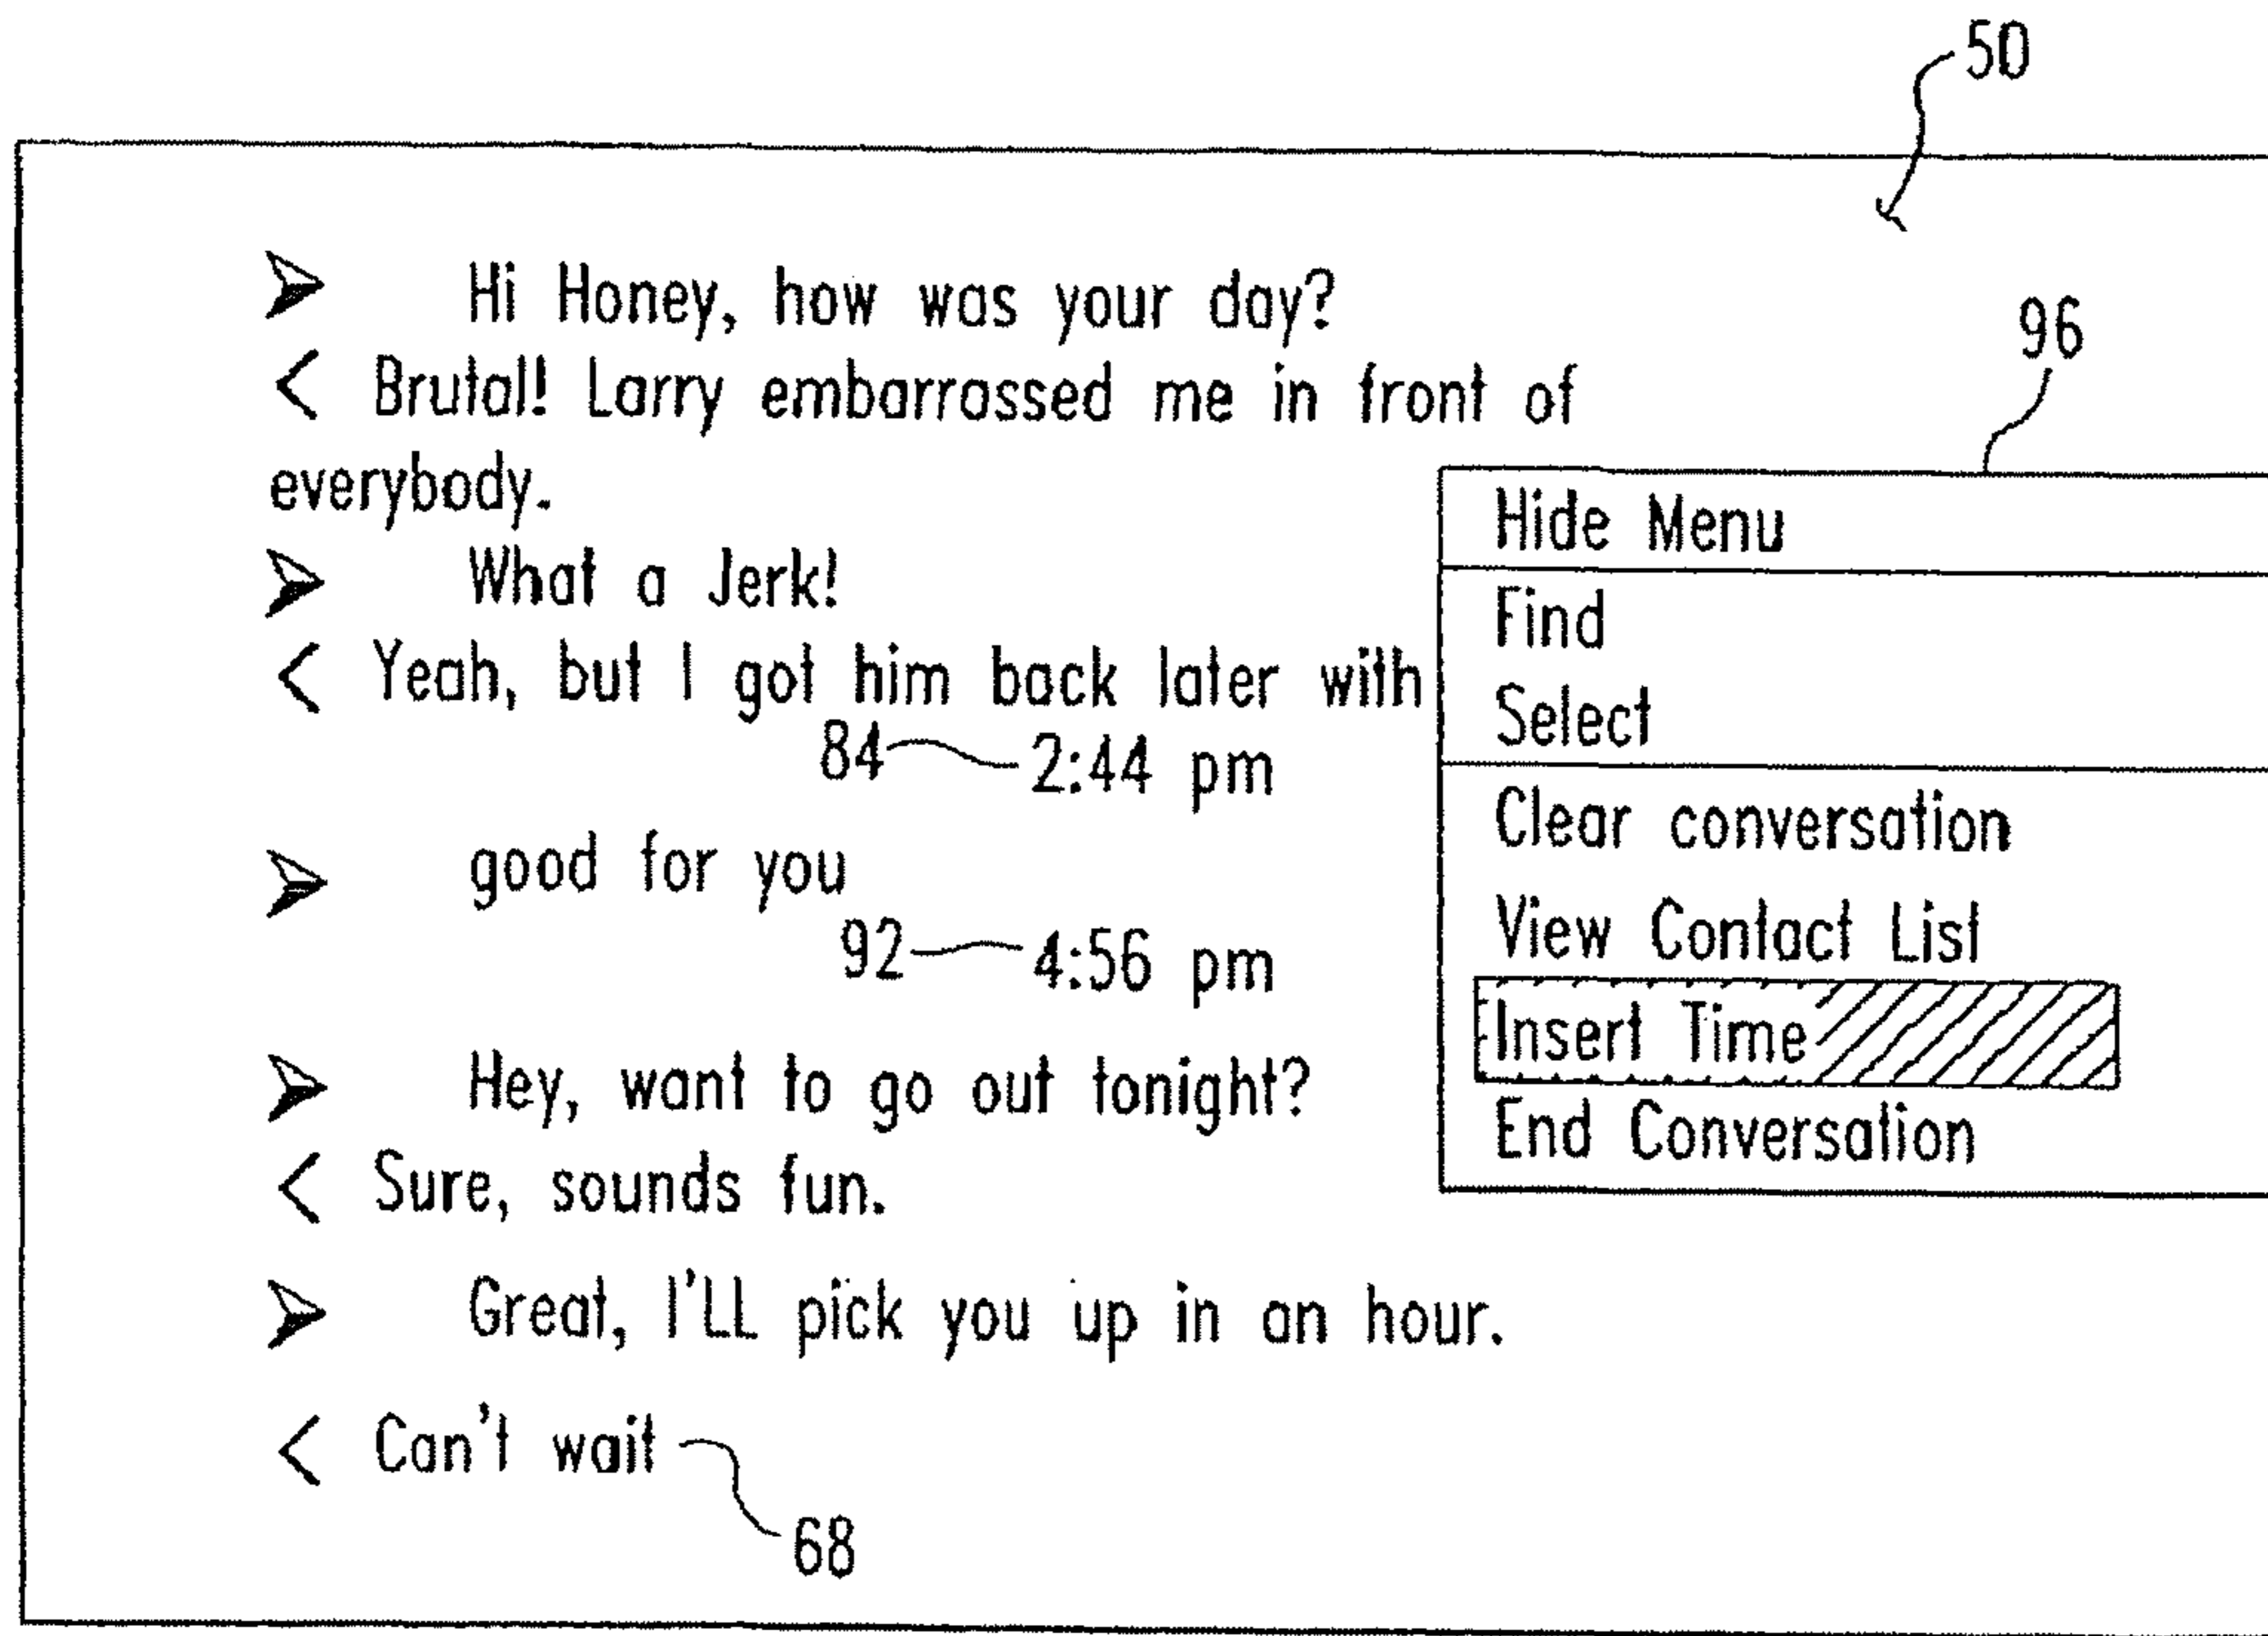 50
➤ Hi Honey, how was your day?
96
< Brutal! Larry embarrassed me in front of
everybody.
➤ What a Jerk!
< Yeah, but I got him back later with
84 2:44 pm
➤ good for you
92 4:56 pm
➤ Hey, want to go out tonight?
< Sure, sounds fun.
➤ Great, I'LL pick you up in an hour.
< Can't wait
68
Hide Menu
Find
Select
Clear conversation
View Contact List
Insert Time
End Conversation